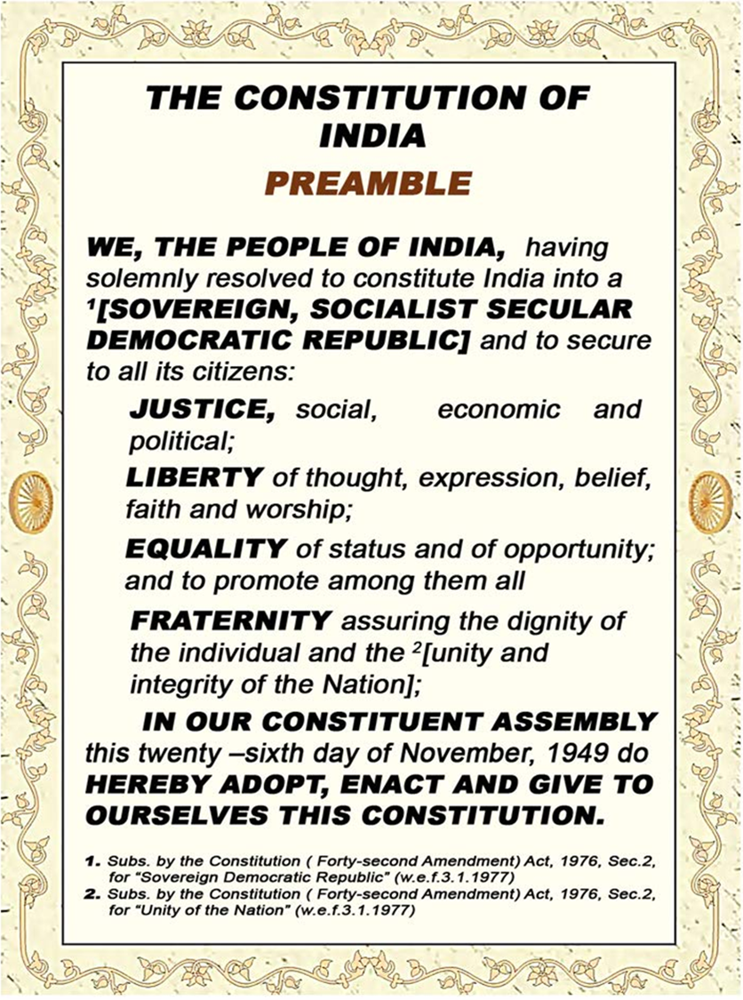 THE CONSTITUTION OF
INDIA
PREAMBLE
WE, THE PEOPLE OF INDIA, having
solemnly resolved to constitute India into a
¹[SOVEREIGN, SOCIALIST SECULAR
DEMOCRATIC REPUBLIC] and to secure
to all its citizens:
JUSTICE, social, economic and
political;
LIBERTY of thought, expression, belief,
faith and worship;
EQUALITY of status and of opportunity;
and to promote among them all
FRATERNITY assuring the dignity of
the individual and the ²[unity and
integrity of the Nation];
IN OUR CONSTITUENT ASSEMBLY
this twenty –sixth day of November, 1949 do
HEREBY ADOPT, ENACT AND GIVE TO
OURSELVES THIS CONSTITUTION.
1. Subs. by the Constitution ( Forty-second Amendment) Act, 1976, Sec.2,
for "Sovereign Democratic Republic" (w.e.f.3.1.1977)
2. Subs. by the Constitution ( Forty-second Amendment) Act, 1976, Sec.2,
for "Unity of the Nation" (w.e.f.3.1.1977)